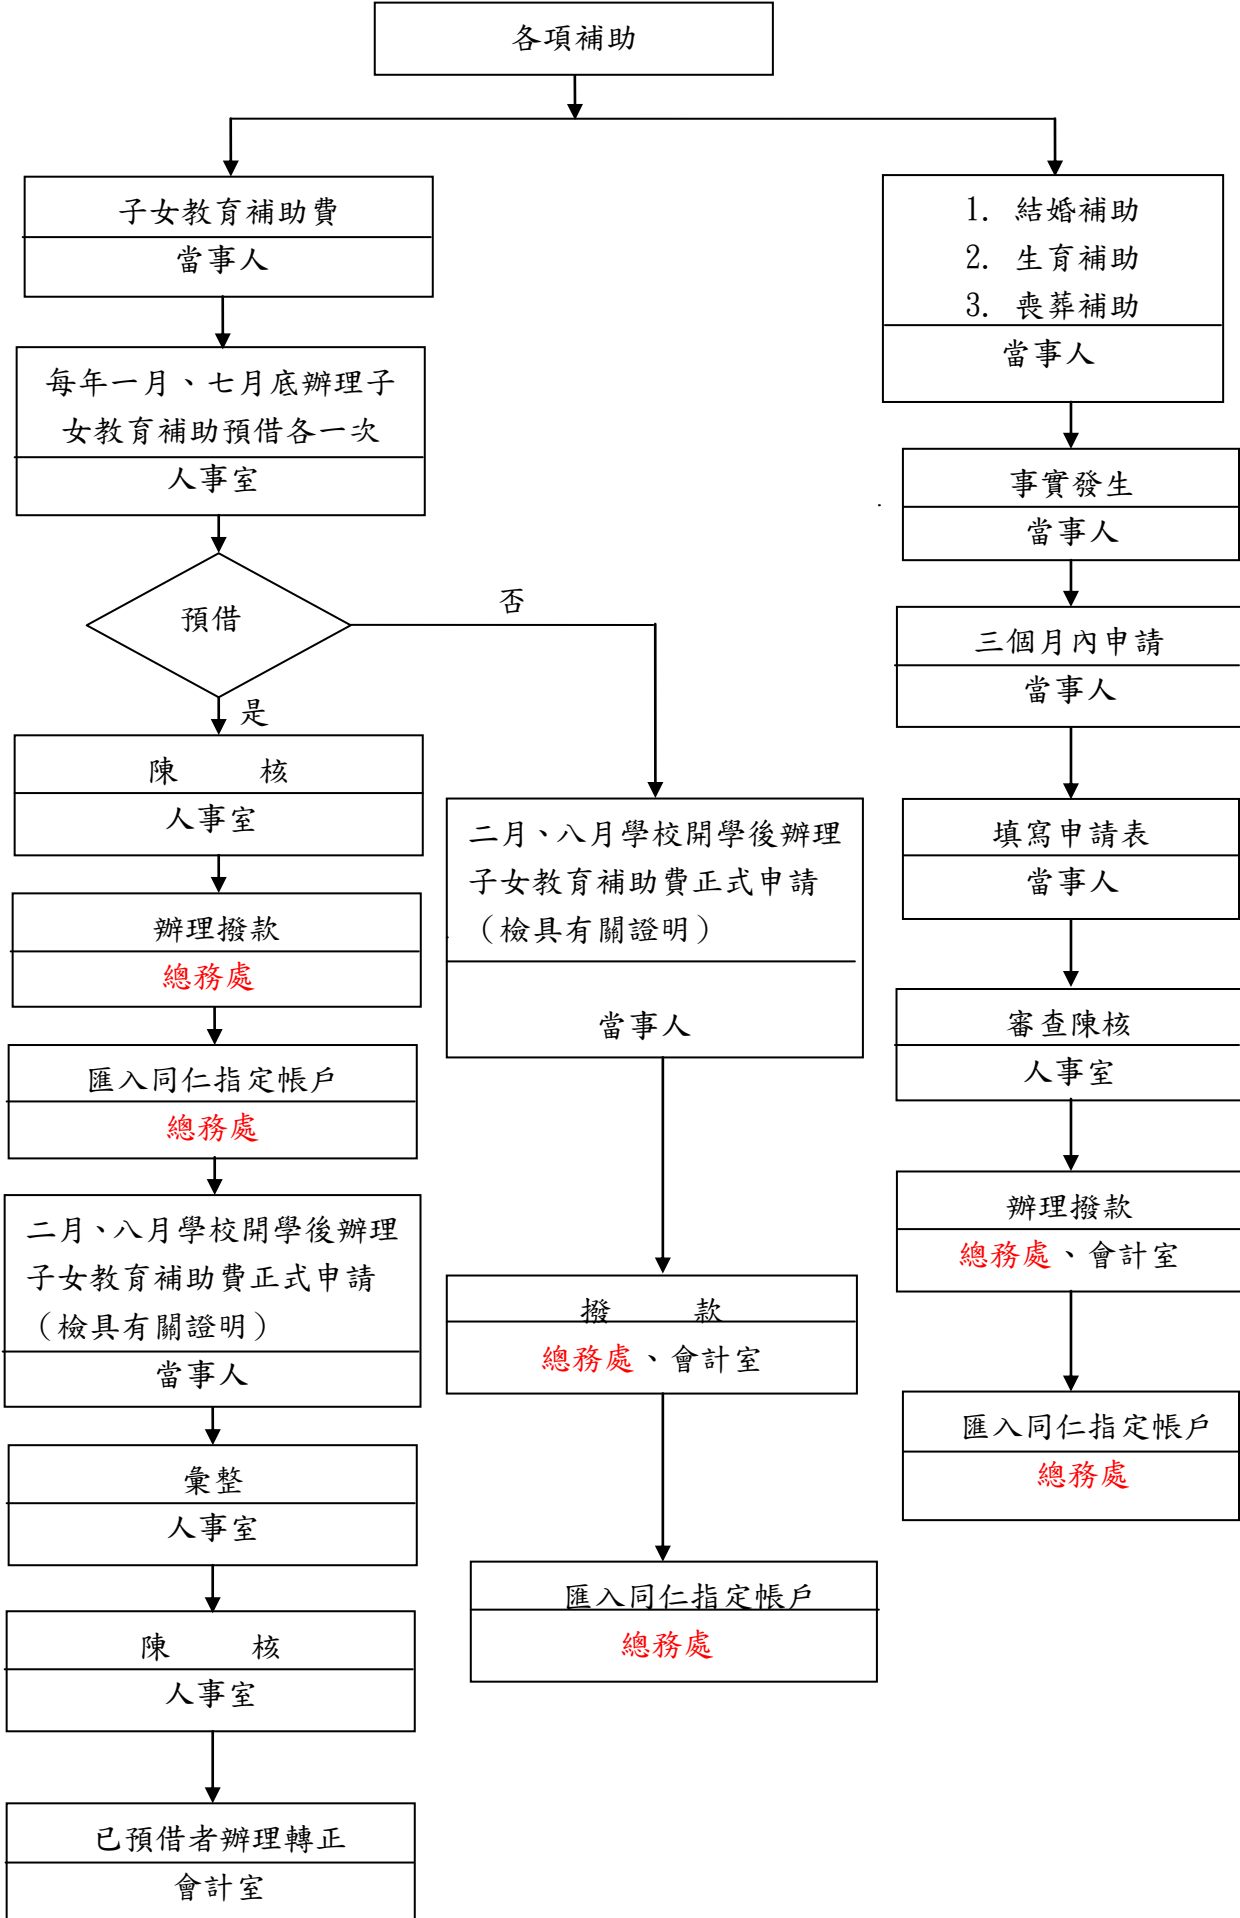 各項補助
子女教育補助費
當事人
每年一月、七月底辦理子
女教育補助預借各一次
人事室
預借
否
是
陳 核
人事室
辦理撥款
總務處
匯入同仁指定帳戶
總務處
二月、八月學校開學後辦理
子女教育補助費正式申請
（檢具有關證明）
當事人
彙整
人事室
陳 核
人事室
已預借者辦理轉正
會計室
二月、八月學校開學後辦理
子女教育補助費正式申請
（檢具有關證明）
當事人
撥 款
總務處、會計室
匯入同仁指定帳戶
總務處
1. 結婚補助
2. 生育補助
3. 喪葬補助
當事人
事實發生
當事人
三個月內申請
當事人
填寫申請表
當事人
審查陳核
人事室
辦理撥款
總務處、會計室
匯入同仁指定帳戶
總務處